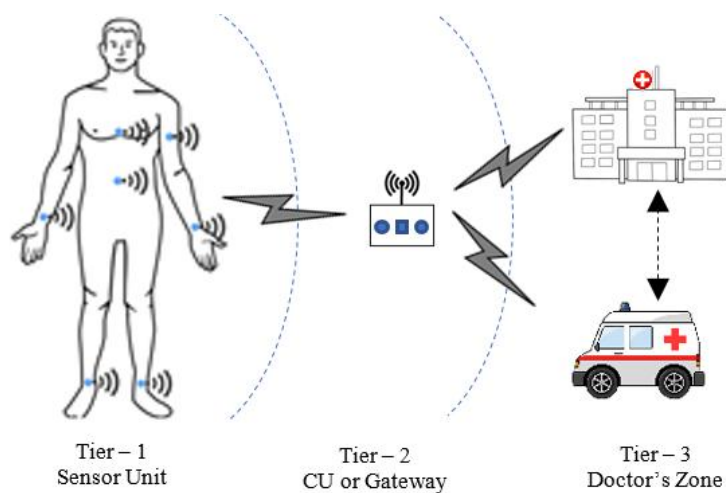 Tier – 1
Sensor Unit
Tier – 2
CU or Gateway
Tier – 3
Doctor's Zone